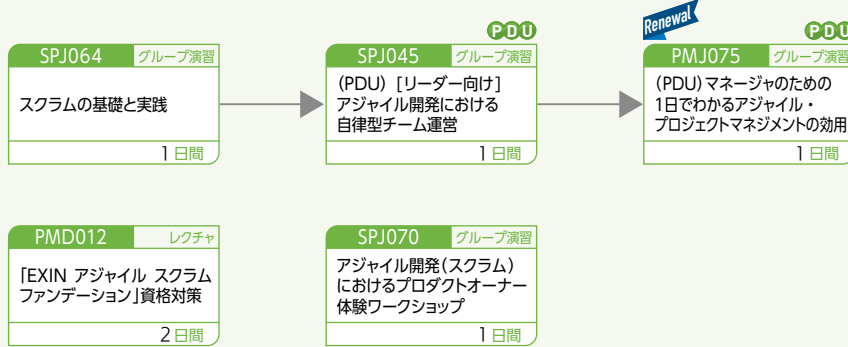 PDU
Renewal
PDU
SPJ064 グループ演習
スクラムの基礎と実践
1日間
SPJ045 グループ演習
(PDU) [リーダー向け]
アジャイル開発における
自律型チーム運営
1日間
PMJ075 グループ演習
(PDU)マネージャのための
1日でわかるアジャイル・
プロジェクトマネジメントの効用
1日間
PMD012 レクチャ
「EXIN アジャイル スクラム
ファンデーション」資格対策
2日間
SPJ070 グループ演習
アジャイル開発(スクラム)
におけるプロダクトオーナー
体験ワークショップ
1日間